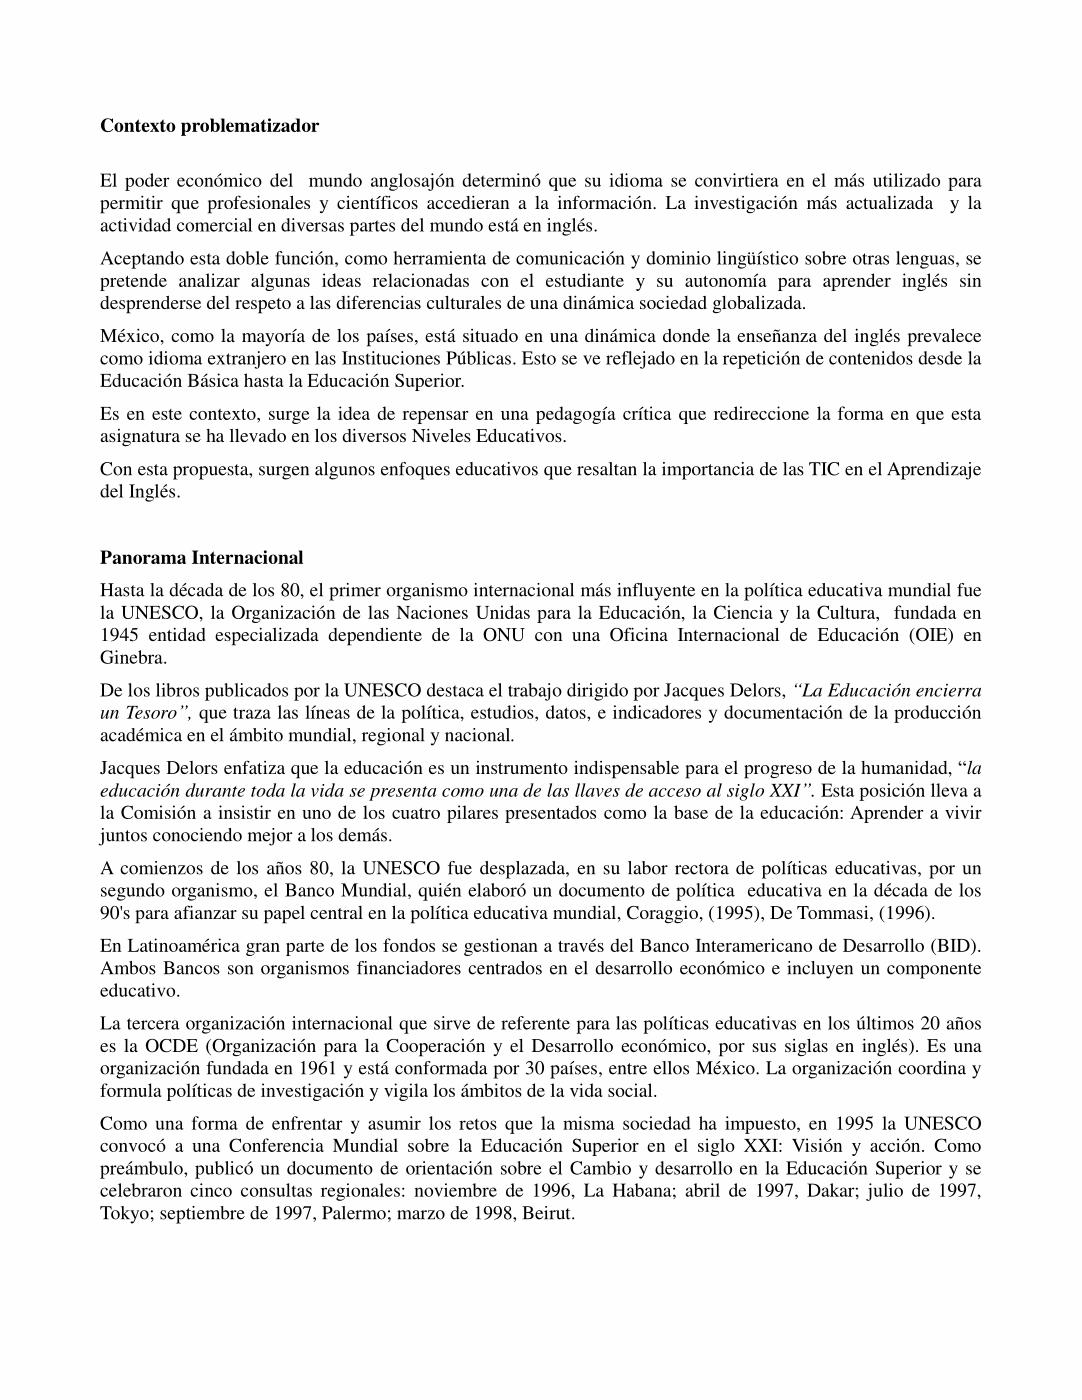 Contexto problematizador
El poder económico del  mundo anglosajón determinó que su idioma se convirtiera en el más utilizado para
permitir que profesionales y científicos accedieran a la información. La investigación más actualizada  y la
actividad comercial en diversas partes del mundo está en inglés.
Aceptando esta doble función, como herramienta de comunicación y dominio lingüístico sobre otras lenguas, se
pretende analizar algunas ideas relacionadas con el estudiante y su autonomía para aprender inglés sin
desprenderse del respeto a las diferencias culturales de una dinámica sociedad globalizada.
México, como la mayoría de los países, está situado en una dinámica donde la enseñanza del inglés prevalece
como idioma extranjero en las Instituciones Públicas. Esto se ve reflejado en la repetición de contenidos desde la
Educación Básica hasta la Educación Superior.
Es en este contexto, surge la idea de repensar en una pedagogía crítica que redireccione la forma en que esta
asignatura se ha llevado en los diversos Niveles Educativos.
Con esta propuesta, surgen algunos enfoques educativos que resaltan la importancia de las TIC en el Aprendizaje
del Inglés.
Panorama Internacional
Hasta la década de los 80, el primer organismo internacional más influyente en la política educativa mundial fue
la UNESCO, la Organización de las Naciones Unidas para la Educación, la Ciencia y la Cultura,  fundada en
1945 entidad especializada dependiente de la ONU con una Oficina Internacional de Educación (OIE) en
Ginebra.
De los libros publicados por la UNESCO destaca el trabajo dirigido por Jacques Delors, “La Educación encierra
un Tesoro”, que traza las líneas de la política, estudios, datos, e indicadores y documentación de la producción
académica en el ámbito mundial, regional y nacional.
Jacques Delors enfatiza que la educación es un instrumento indispensable para el progreso de la humanidad, “la
educación durante toda la vida se presenta como una de las llaves de acceso al siglo XXI”. Esta posición lleva a
la Comisión a insistir en uno de los cuatro pilares presentados como la base de la educación: Aprender a vivir
juntos conociendo mejor a los demás.
A comienzos de los años 80, la UNESCO fue desplazada, en su labor rectora de políticas educativas, por un
segundo organismo, el Banco Mundial, quién elaboró un documento de política  educativa en la década de los
90's para afianzar su papel central en la política educativa mundial, Coraggio, (1995), De Tommasi, (1996).
En Latinoamérica gran parte de los fondos se gestionan a través del Banco Interamericano de Desarrollo (BID).
Ambos Bancos son organismos financiadores centrados en el desarrollo económico e incluyen un componente
educativo.
La tercera organización internacional que sirve de referente para las políticas educativas en los últimos 20 años
es la OCDE (Organización para la Cooperación y el Desarrollo económico, por sus siglas en inglés). Es una
organización fundada en 1961 y está conformada por 30 países, entre ellos México. La organización coordina y
formula políticas de investigación y vigila los ámbitos de la vida social.
Como una forma de enfrentar y asumir los retos que la misma sociedad ha impuesto, en 1995 la UNESCO
convocó a una Conferencia Mundial sobre la Educación Superior en el siglo XXI: Visión y acción. Como
preámbulo, publicó un documento de orientación sobre el Cambio y desarrollo en la Educación Superior y se
celebraron cinco consultas regionales: noviembre de 1996, La Habana; abril de 1997, Dakar; julio de 1997,
Tokyo; septiembre de 1997, Palermo; marzo de 1998, Beirut.